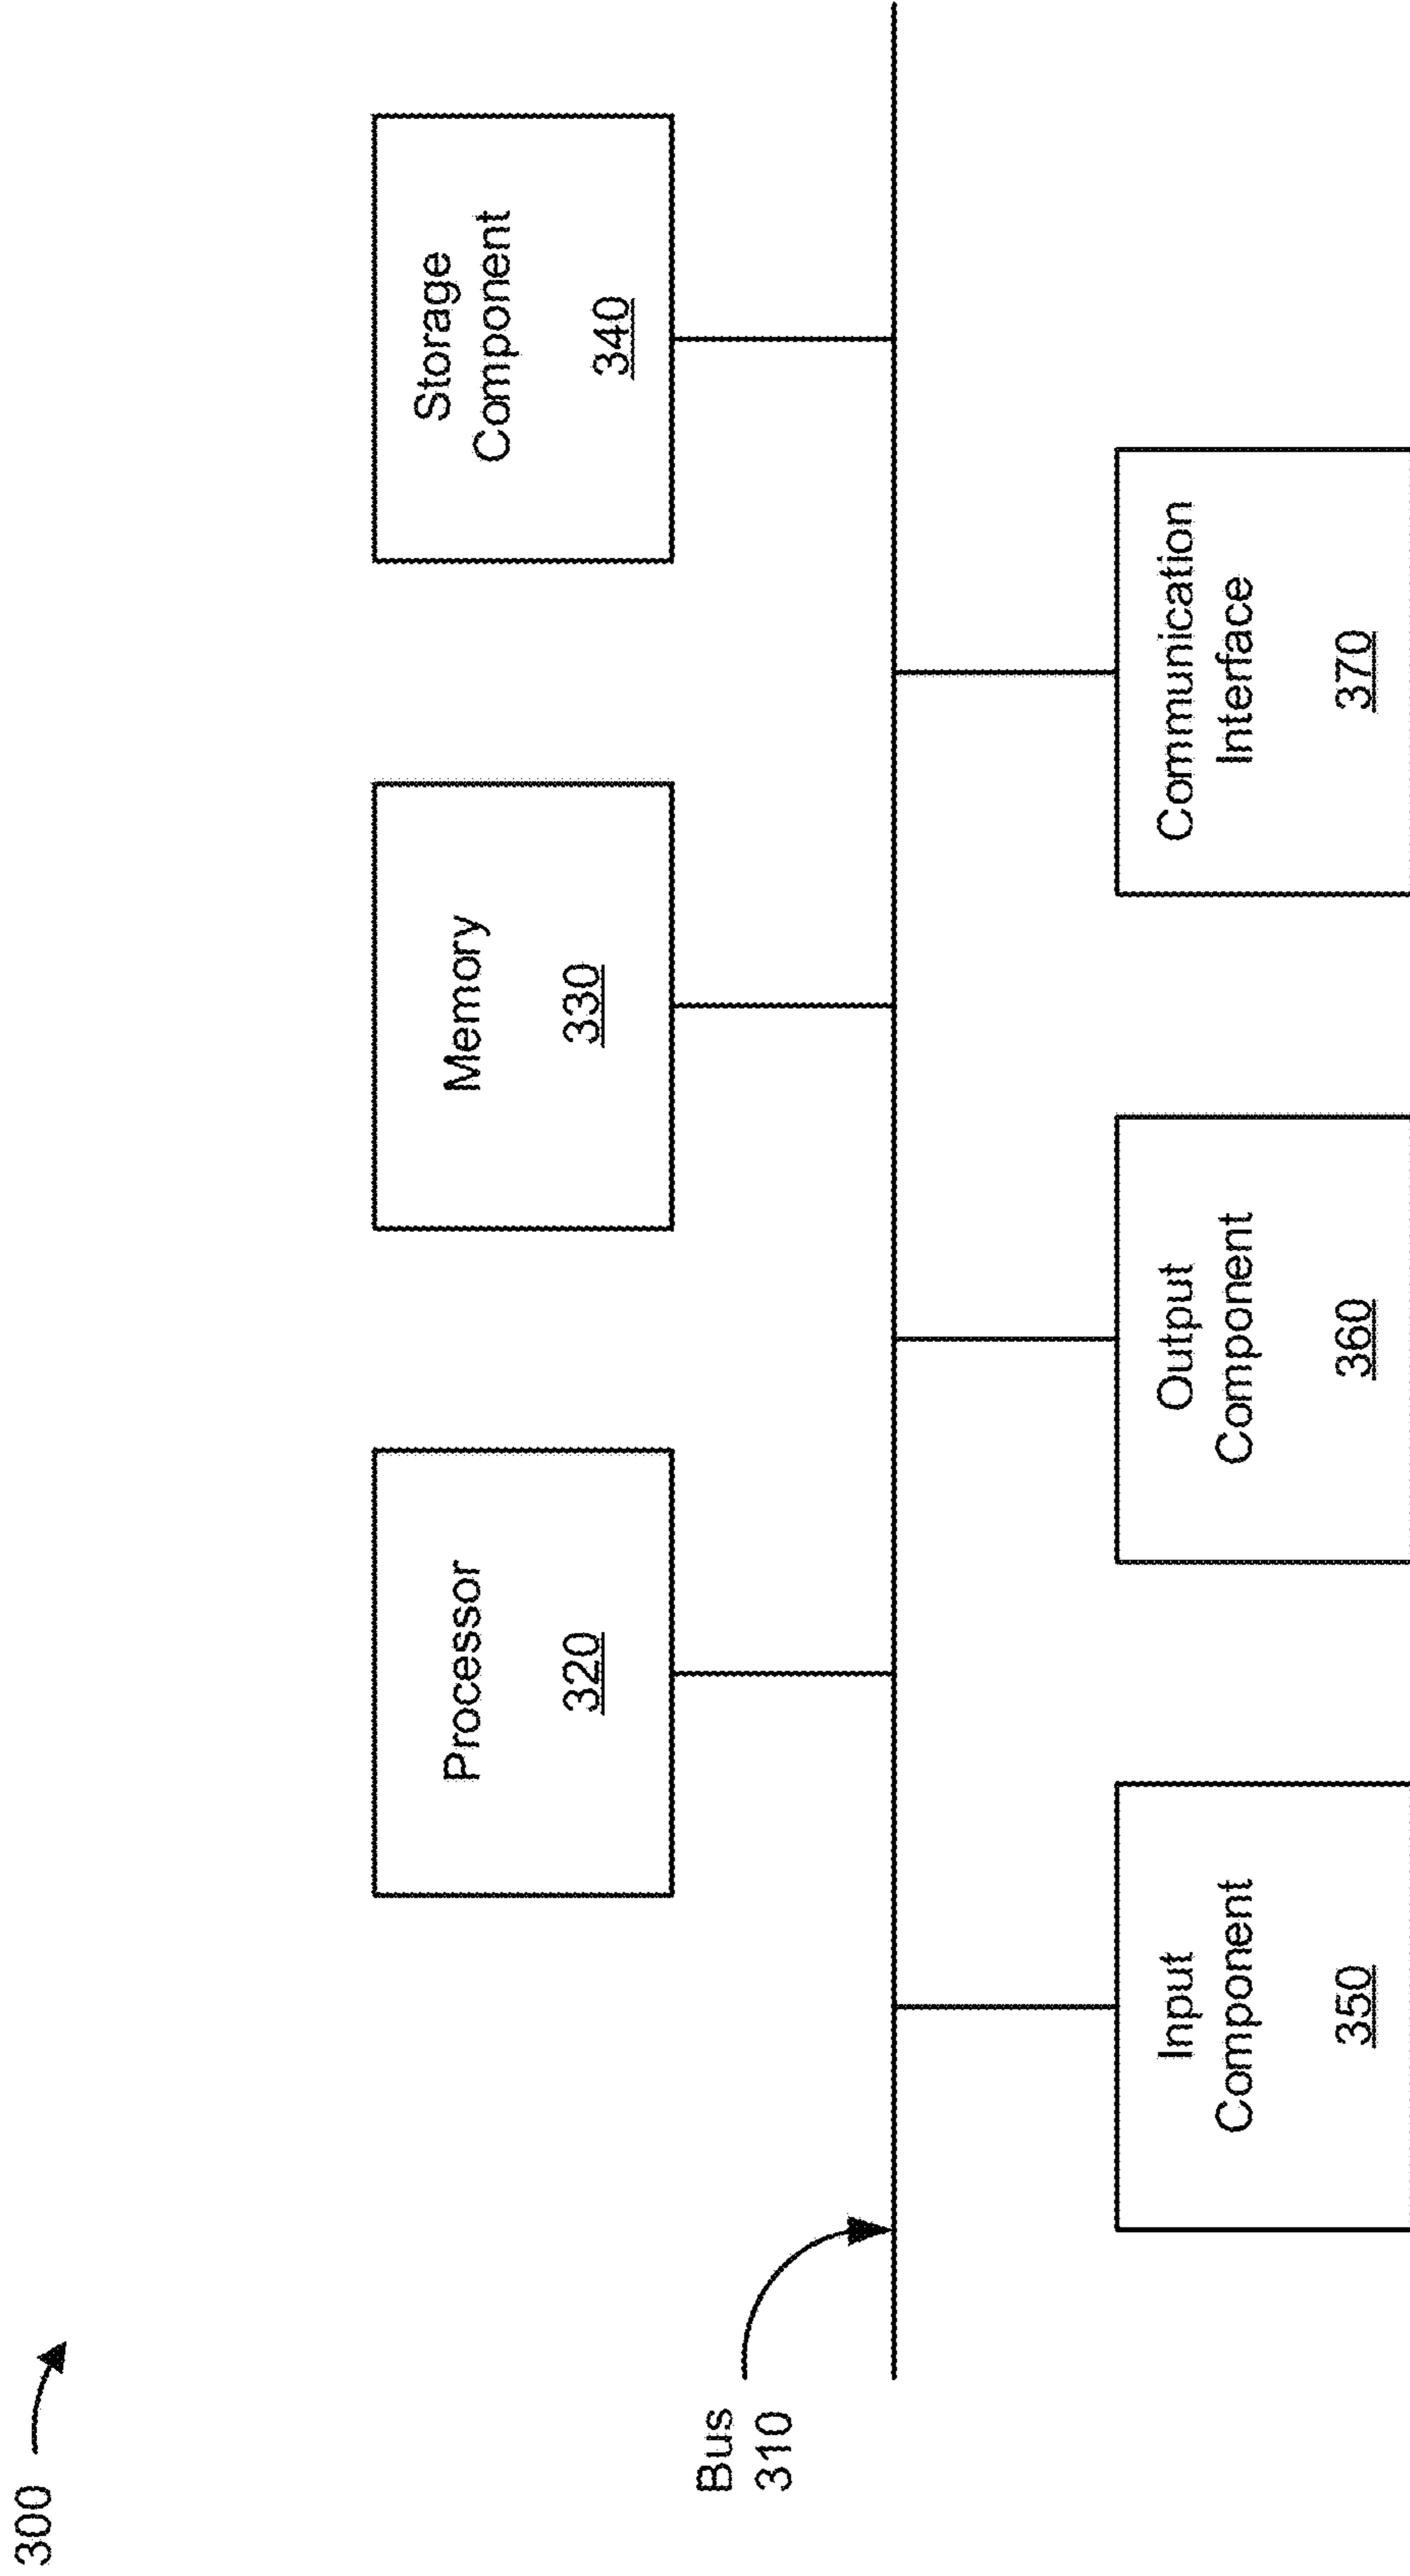 300
Processor
320
Memory
330
Storage
Component
340
Bus
310
Input
Component
350
Output
Component
360
Communication
Interface
370